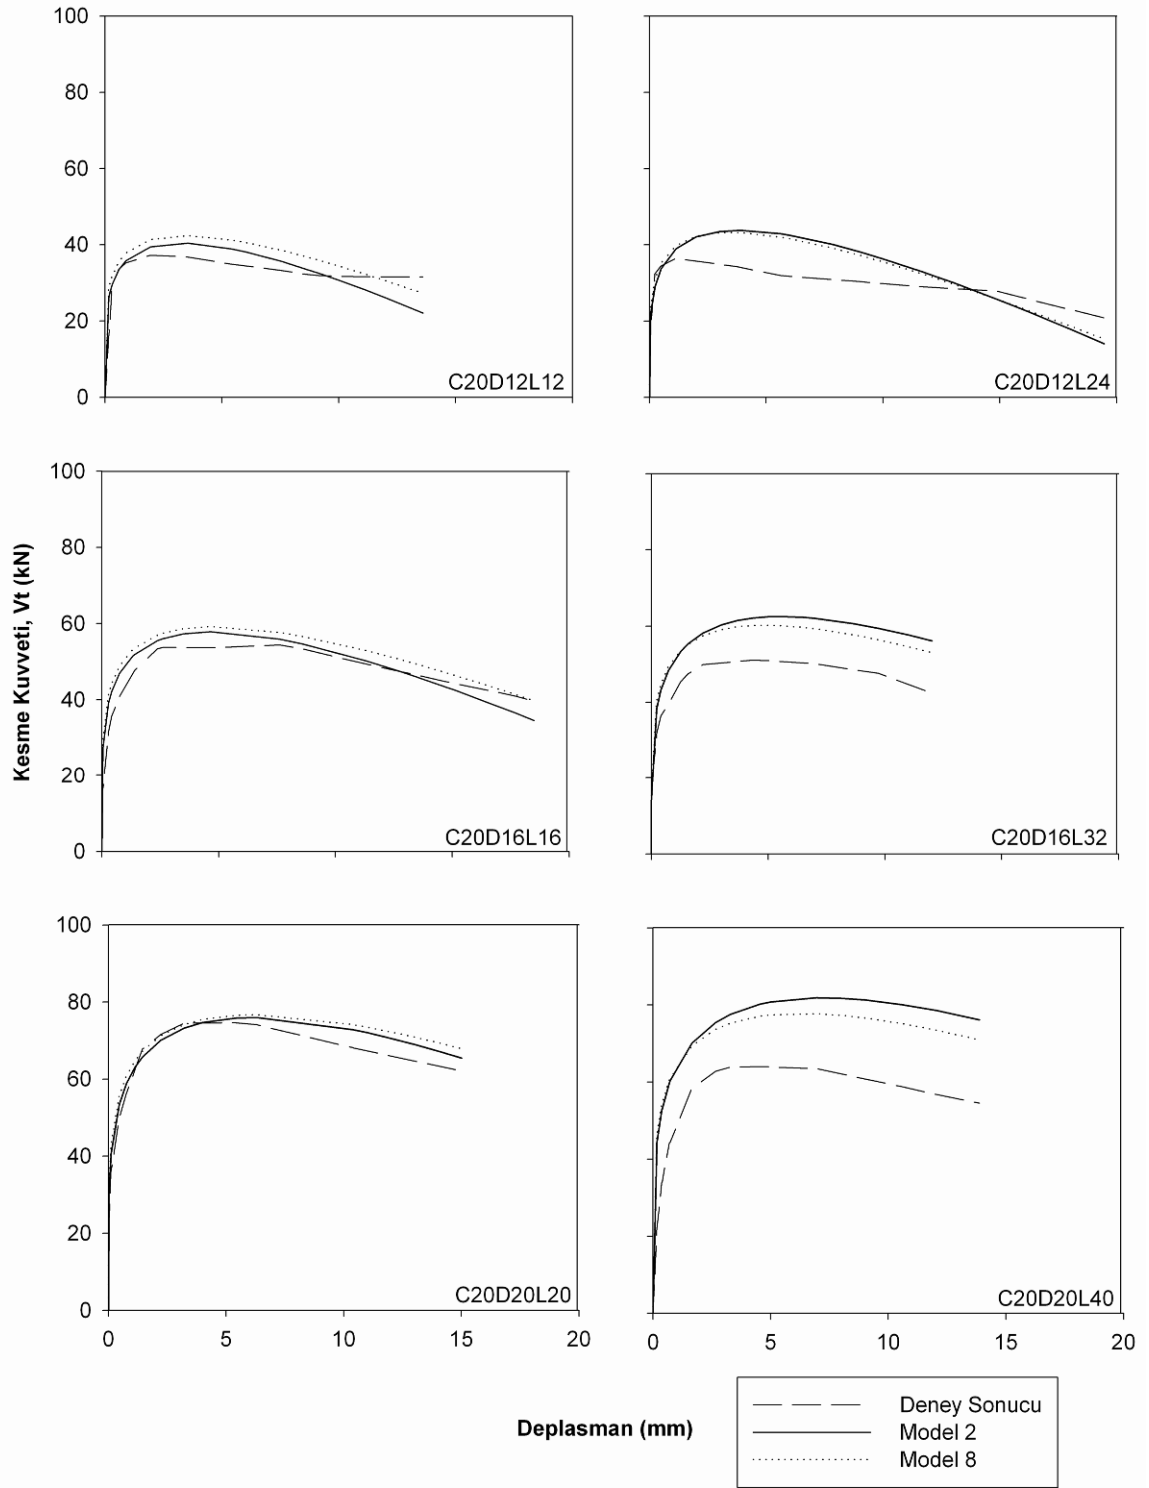 100
80
60
40
20
0
C20D12L12
C20D12L24
100
80
60
40
20
0
C20D16L16
C20D16L32
Kesme Kuvveti, Vt (kN)
100
80
60
40
20
0
C20D20L20
C20D20L40
0 5 10 15 20
0 5 10 15 20
Deplasman (mm)
Deney Sonucu
Model 2
Model 8